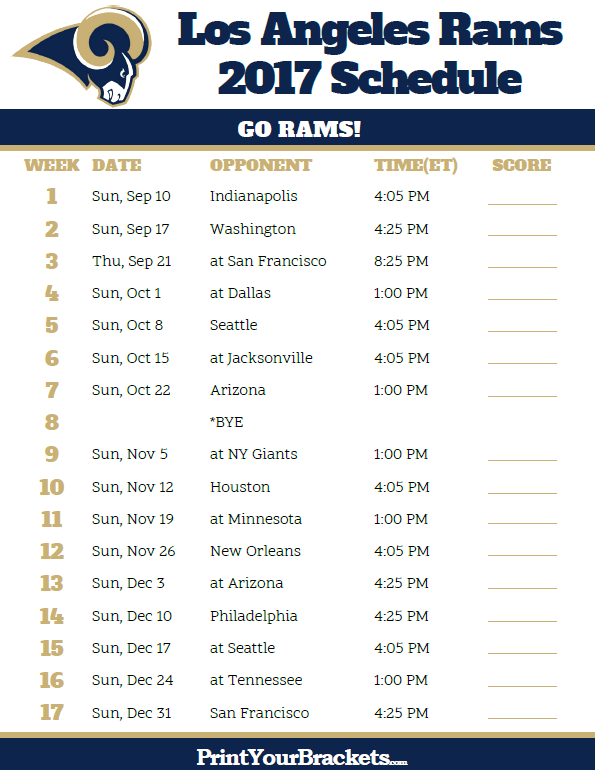 Los Angeles Rams
2017 Schedule
GO RAMS!
WEEK DATE OPPONENT TIME(ET) SCORE
1 Sun, Sep 10 Indianapolis 4:05 PM
2 Sun, Sep 17 Washington 4:25 PM
3 Thu, Sep 21 at San Francisco 8:25 PM
4 Sun, Oct 1 at Dallas 1:00 PM
5 Sun, Oct 8 Seattle 4:05 PM
6 Sun, Oct 15 at Jacksonville 4:05 PM
7 Sun, Oct 22 Arizona 1:00 PM
8 *BYE
9 Sun, Nov 5 at NY Giants 1:00 PM
10 Sun, Nov 12 Houston 4:05 PM
11 Sun, Nov 19 at Minnesota 1:00 PM
12 Sun, Nov 26 New Orleans 4:05 PM
13 Sun, Dec 3 at Arizona 4:25 PM
14 Sun, Dec 10 Philadelphia 4:25 PM
15 Sun, Dec 17 at Seattle 4:05 PM
16 Sun, Dec 24 at Tennessee 1:00 PM
17 Sun, Dec 31 San Francisco 4:25 PM
PrintYourBrackets.com